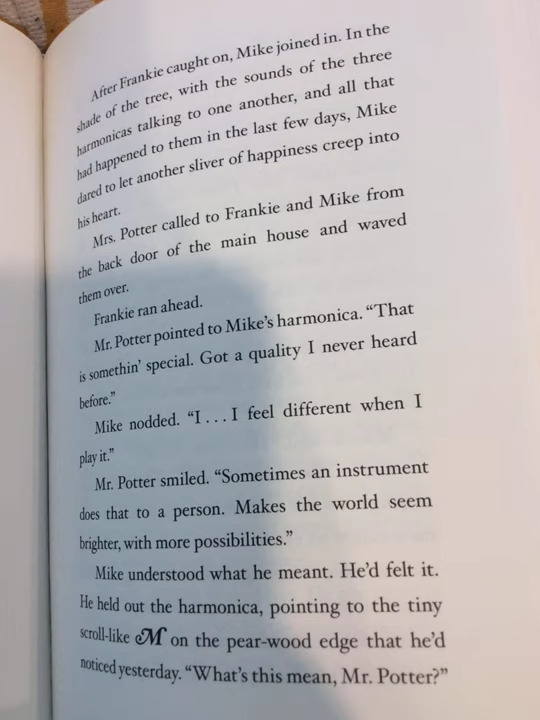 After Frankie caught on, Mike joined in. In the
shade of the tree, with the sounds of the three
harmonicas talking to one another, and all that
had happened to them in the last few days, Mike
dared to let another sliver of happiness creep into
his heart.
Mrs. Potter called to Frankie and Mike from
the back door of the main house and waved
them over.
Frankie ran ahead.
Mr. Potter pointed to Mike’s harmonica. “That
is somethin’ special. Got a quality I never heard
before.”
Mike nodded. “I . . . I feel different when I
play it.”
Mr. Potter smiled. “Sometimes an instrument
does that to a person. Makes the world seem
brighter, with more possibilities.”
Mike understood what he meant. He’d felt it.
He held out the harmonica, pointing to the tiny
scroll-like M on the pear-wood edge that he’d
noticed yesterday. “What’s this mean, Mr. Potter?”